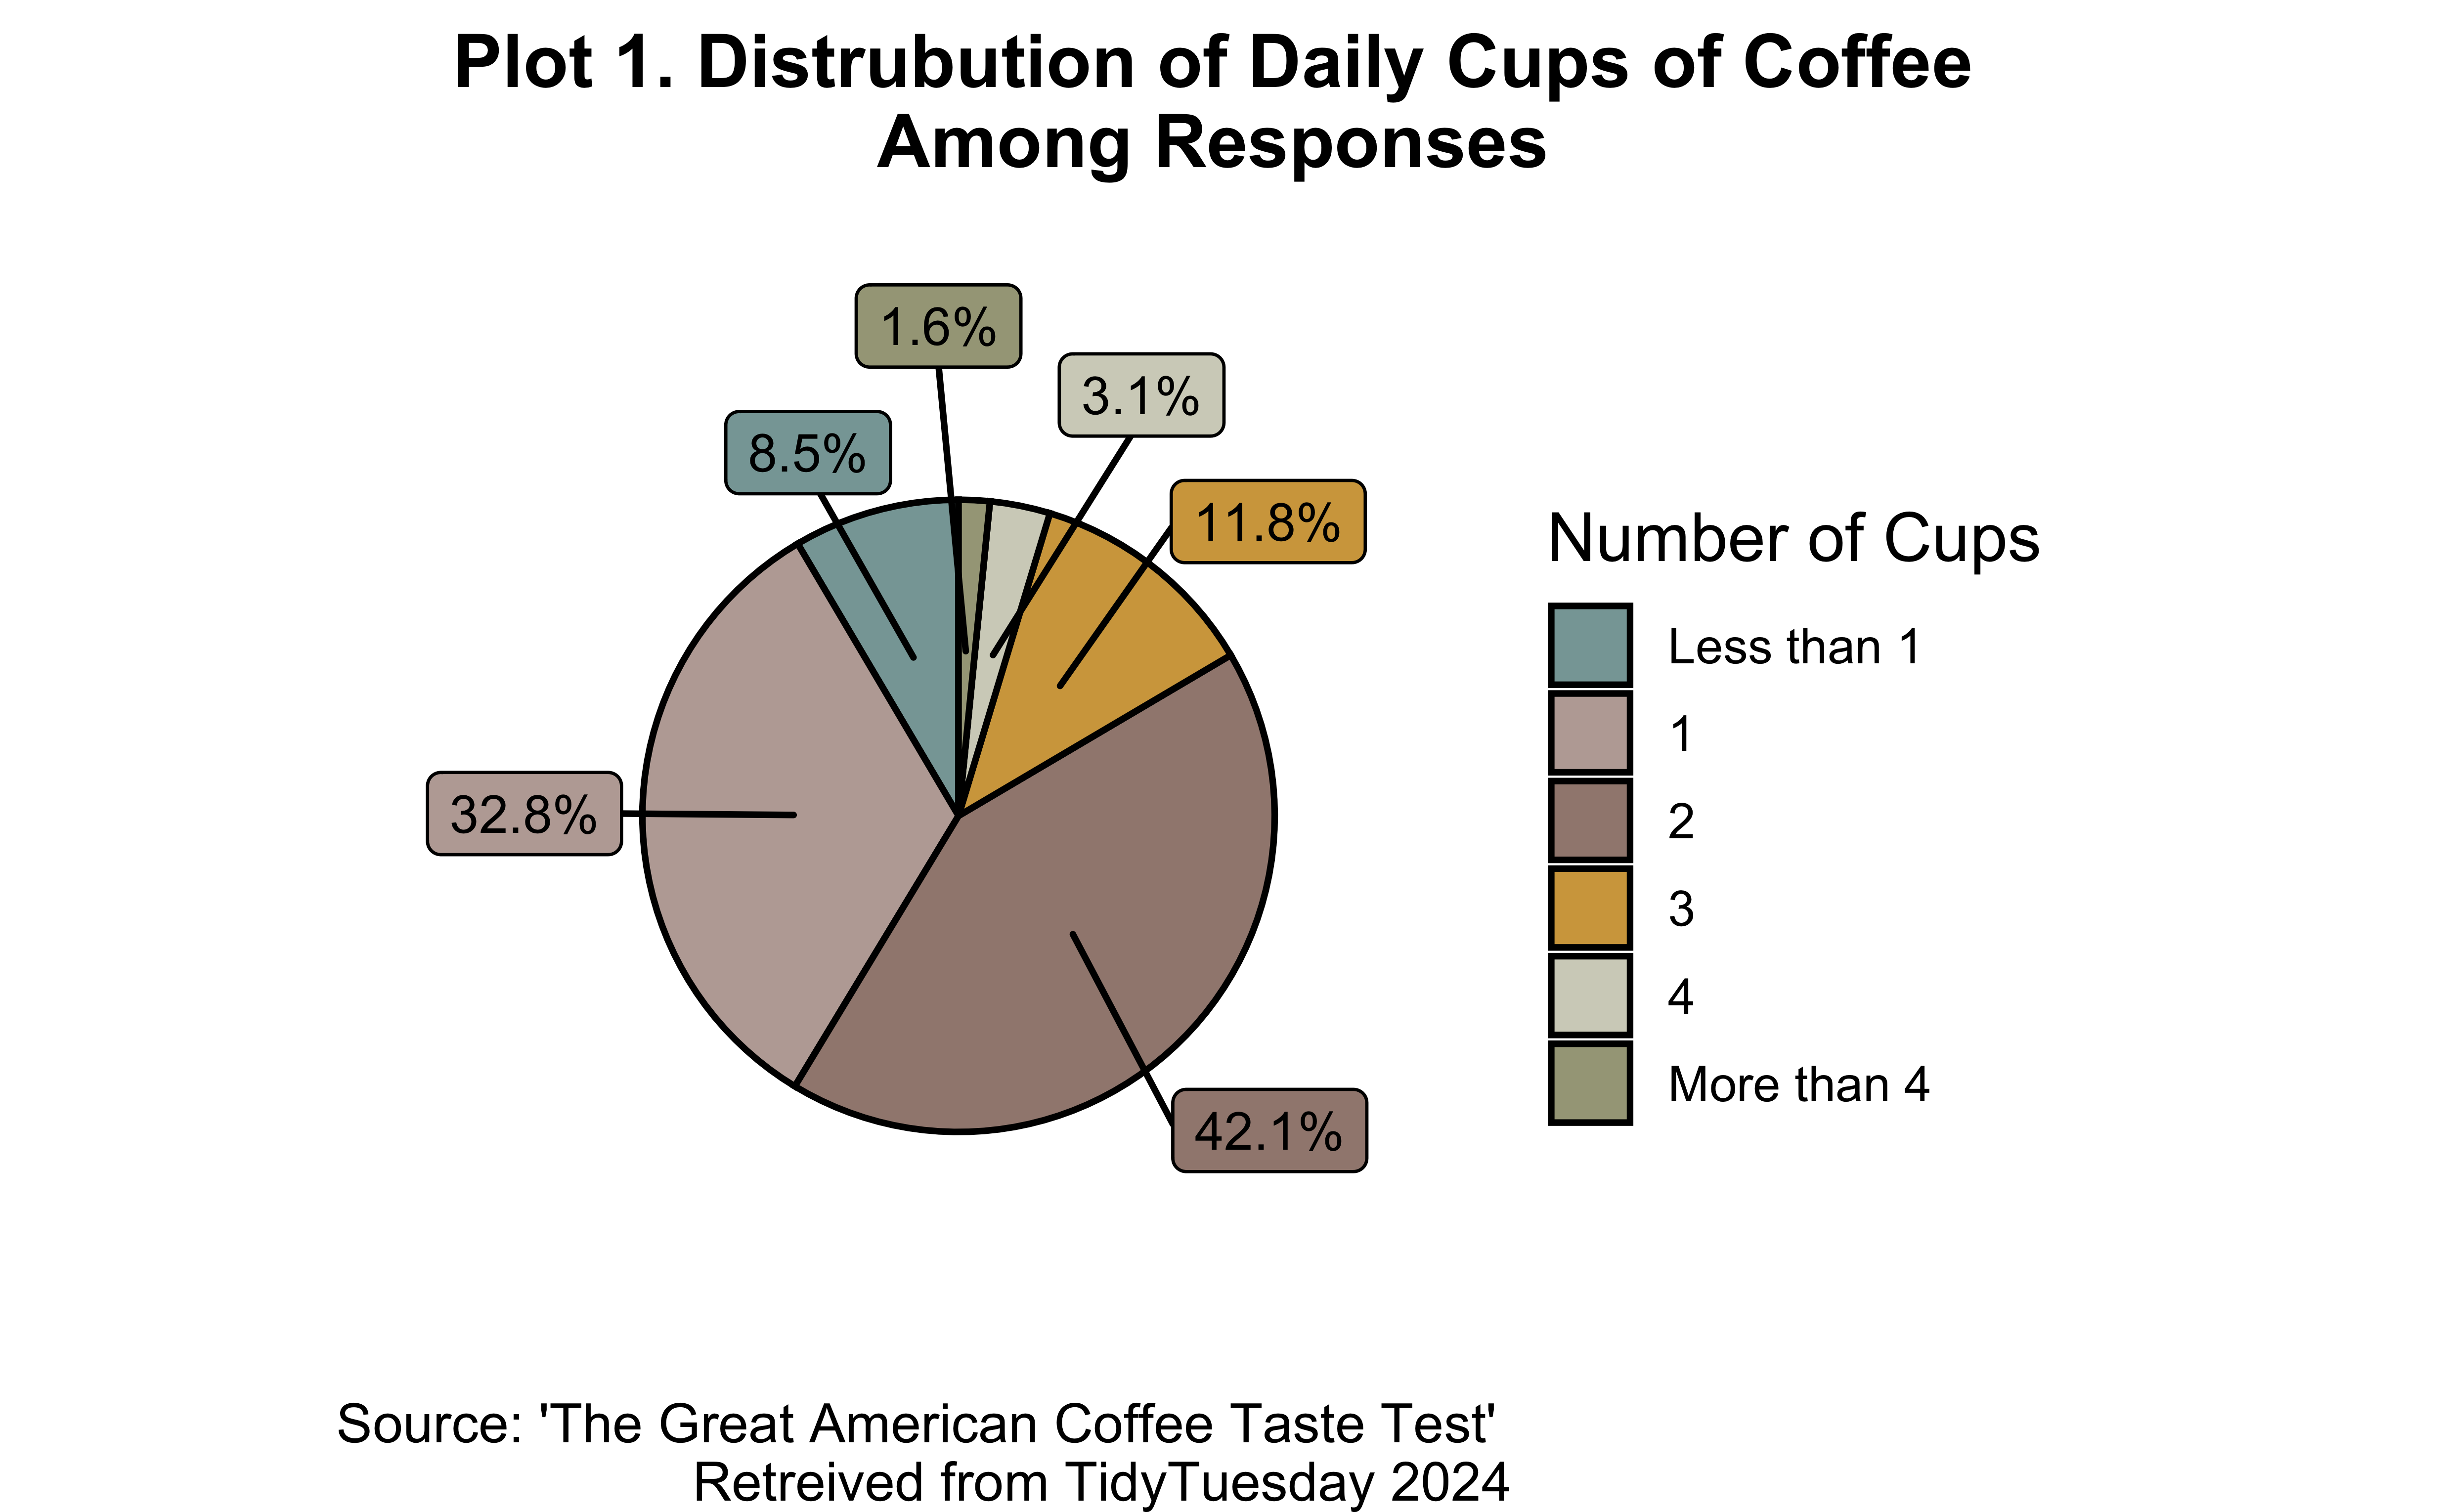 Plot 1. Distrubution of Daily Cups of Coffee
Among Responses
1.6%
3.1%
8.5%
11.8%
32.8%
42.1%
Number of Cups
Less than 1
1
2
3
4
More than 4
Source: 'The Great American Coffee Taste Test'
Retreived from TidyTuesday 2024